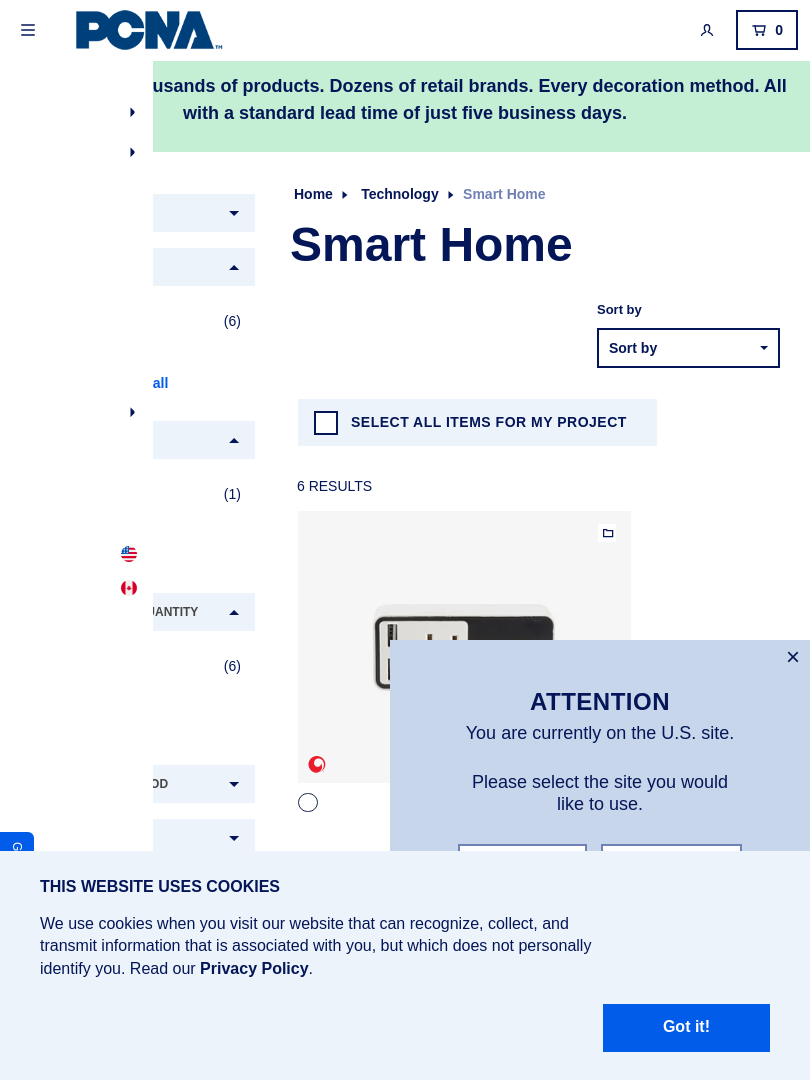 PCNA™
0
usands of products. Dozens of retail brands. Every decoration method. All
with a standard lead time of just five business days.
Home Technology Smart Home
Smart Home
(6)
Sort by
Sort by
all
SELECT ALL ITEMS FOR MY PROJECT
6 RESULTS
(1)
UANTITY
(6)
OD
ATTENTION
You are currently on the U.S. site.
Please select the site you would
like to use.
G
THIS WEBSITE USES COOKIES
We use cookies when you visit our website that can recognize, collect, and
transmit information that is associated with you, but which does not personally
identify you. Read our Privacy Policy.
Got it!